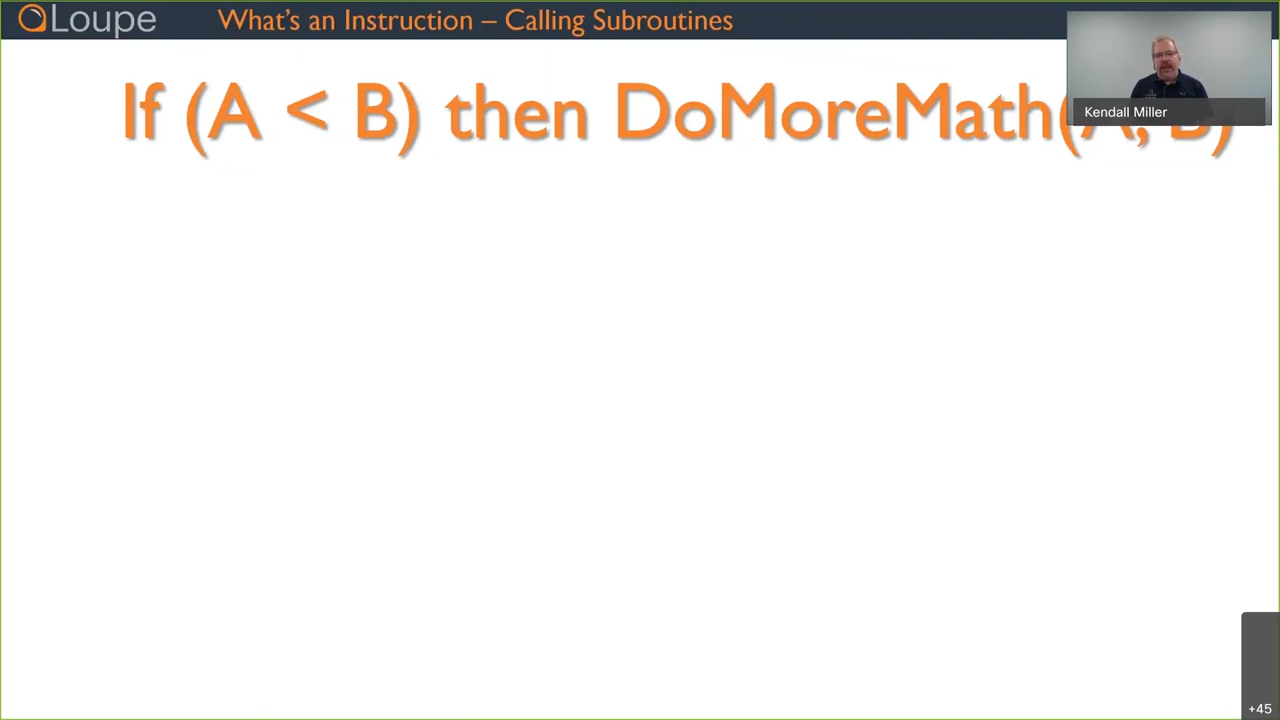 Loupe
What's an Instruction – Calling Subroutines
If (A < B) then DoMoreMath(A, B)
Kendall Miller
+45